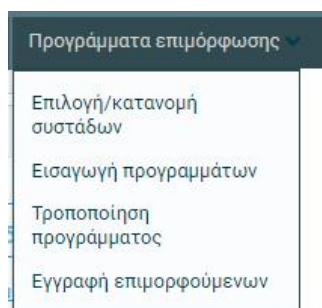 Προγράμματα επιμόρφωσης
Επιλογή/κατανομή
συστάδων
Εισαγωγή προγραμμάτων
Τροποποίηση
προγράμματος
Εγγραφή επιμορφούμενων